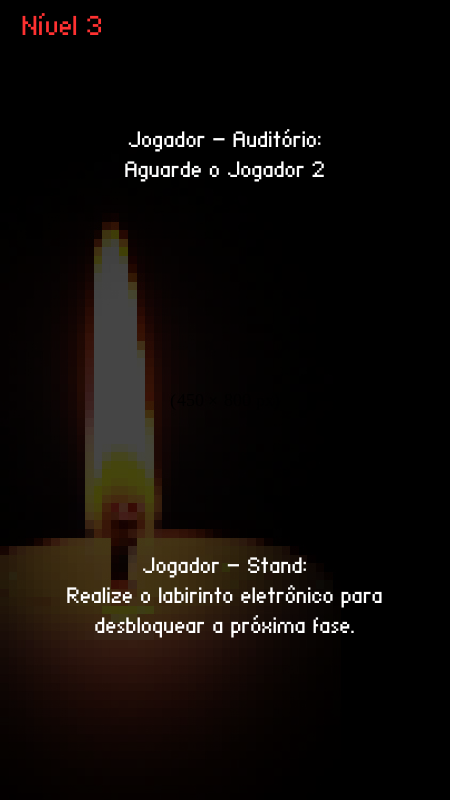 Nível 3
Jogador - Auditório:
Aguarde o Jogador 2
Jogador - Stand:
Realize o labirinto eletrônico para
desbloquear a próxima fase.